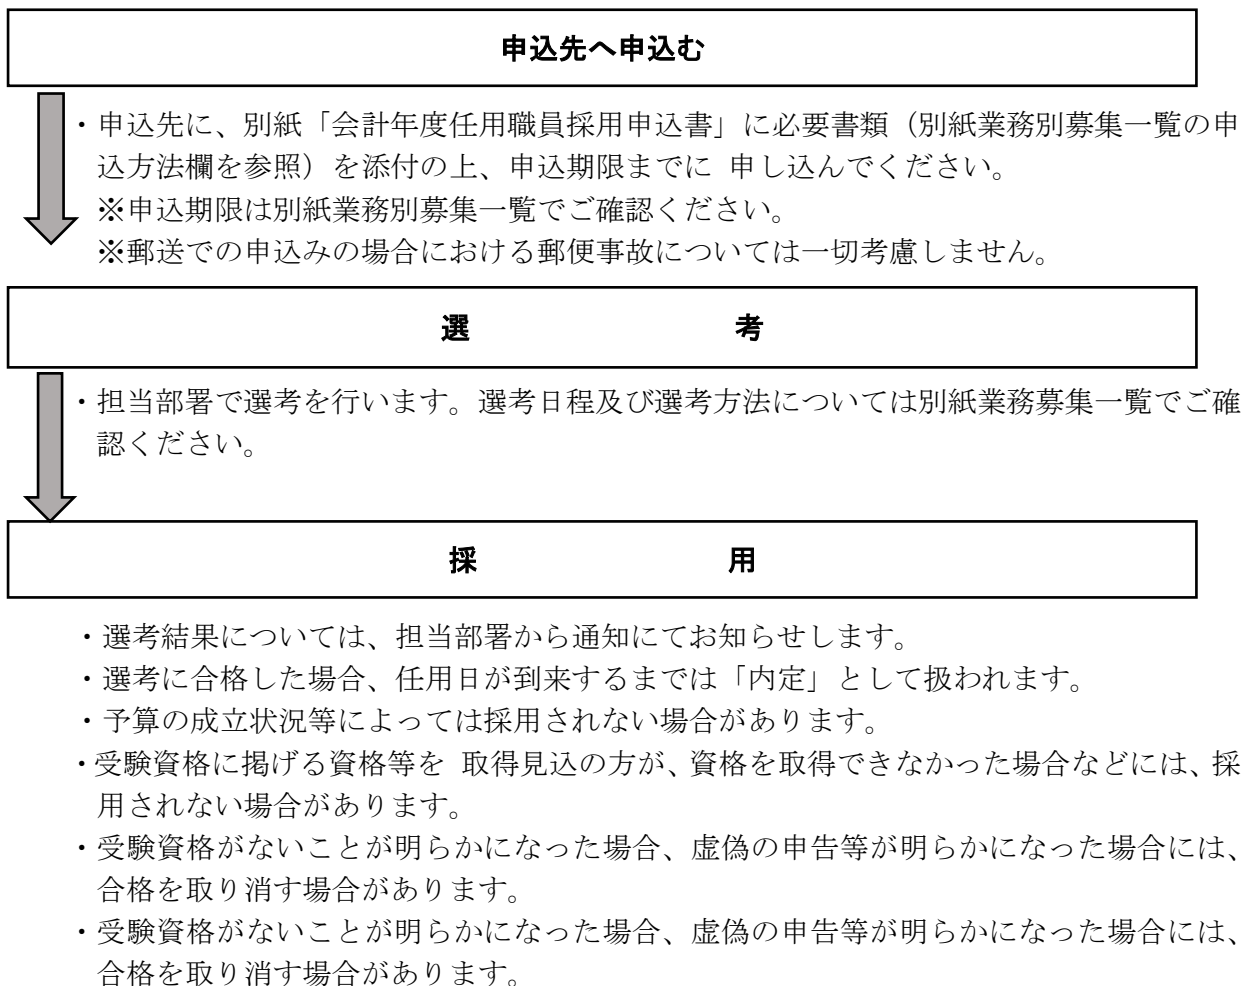 申込先へ申込む
・申込先に、別紙「会計年度任用職員採用申込書」に必要書類（別紙業務別募集一覧の申
込方法欄を参照）を添付の上、申込期限までに 申し込んでください。
※申込期限は別紙業務別募集一覧でご確認ください。
※郵送での申込みの場合における郵便事故については一切考慮しません。
選　　　　　　　　考
・担当部署で選考を行います。選考日程及び選考方法については別紙業務募集一覧でご確
認ください。
採　　　　　　　　用
・選考結果については、担当部署から通知にてお知らせします。
・選考に合格した場合、任用日が到来するまでは「内定」として扱われます。
・予算の成立状況等によっては採用されない場合があります。
・受験資格に掲げる資格等を 取得見込の方が、資格を取得できなかった場合などには、採
用されない場合があります。
・受験資格がないことが明らかになった場合、虚偽の申告等が明らかになった場合には、
合格を取り消す場合があります。
・受験資格がないことが明らかになった場合、虚偽の申告等が明らかになった場合には、
合格を取り消す場合があります。